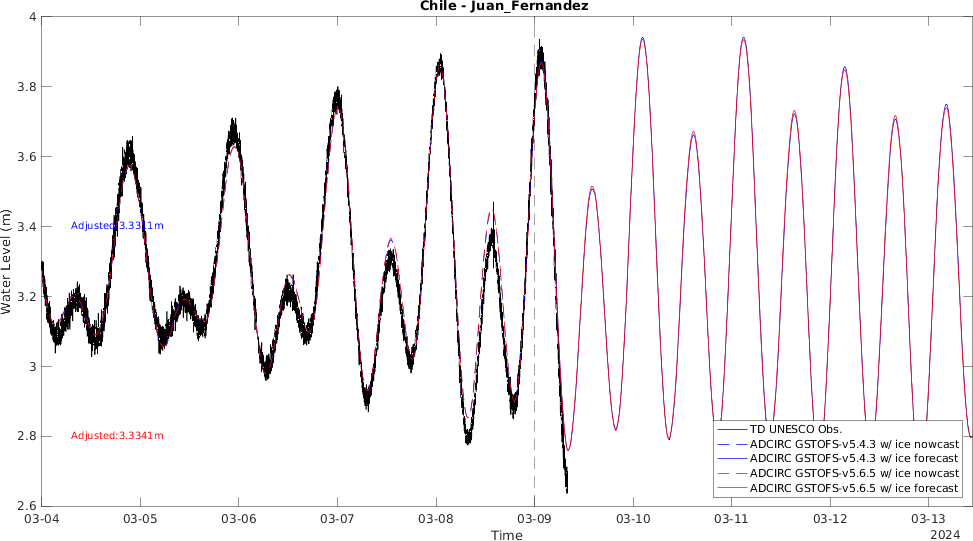 Chile - Juan_Fernandez
4
3.8
3.6
3.4
3.2
3
2.8
2.6
Water Level (m)
Adjusted:3.3311m
Adjusted:3.3341m
TD UNESCO Obs.
ADCIRC GSTOFS-v5.4.3 w/ ice nowcast
ADCIRC GSTOFS-v5.4.3 w/ ice forecast
ADCIRC GSTOFS-v5.6.5 w/ ice nowcast
ADCIRC GSTOFS-v5.6.5 w/ ice forecast
03-04 03-05 03-06 03-07 03-08 03-09 03-10 03-11 03-12 03-13
Time
2024